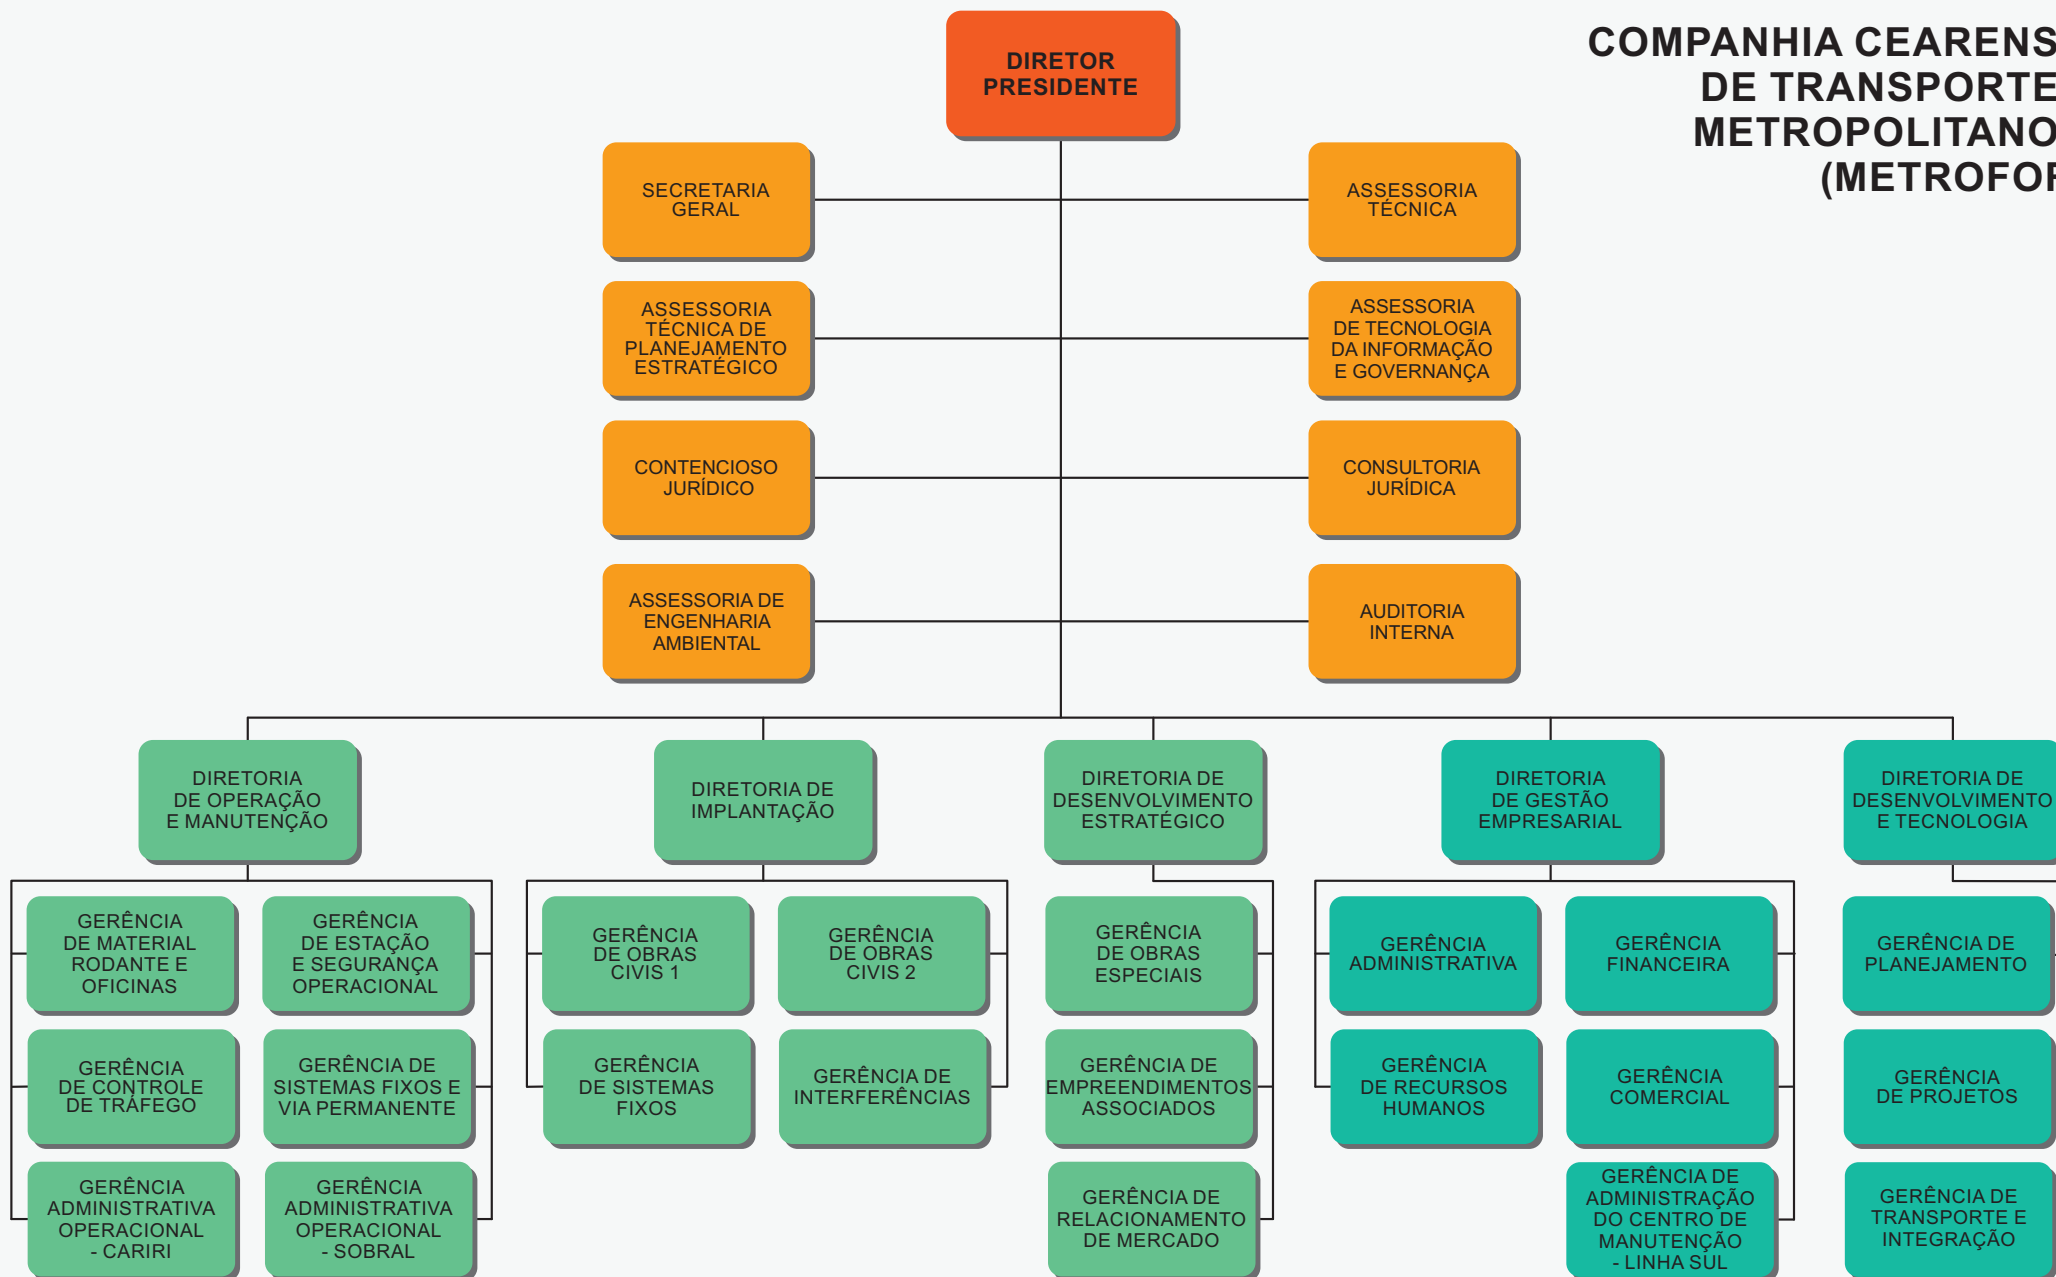 DIRETOR
PRESIDENTE
COMPANHIA CEARENS
DE TRANSPORTE
METROPOLITANO
(METROFOR
SECRETARIA
GERAL
ASSESSORIA
TÉCNICA
ASSESSORIA
TÉCNICA DE
PLANEJAMENTO
ESTRATÉGICO
ASSESSORIA
DE TECNOLOGIA
DA INFORMAÇÃO
E GOVERNANÇA
CONTENCIOSO
JURÍDICO
CONSULTORIA
JURÍDICA
ASSESSORIA DE
ENGENHARIA
AMBIENTAL
AUDITORIA
INTERNA
DIRETORIA
DE OPERAÇÃO
E MANUTENÇÃO
DIRETORIA DE
IMPLANTAÇÃO
DIRETORIA DE
DESENVOLVIMENTO
ESTRATÉGICO
DIRETORIA
DE GESTÃO
EMPRESARIAL
DIRETORIA DE
DESENVOLVIMENTO
E TECNOLOGIA
GERÊNCIA
DE MATERIAL
RODANTE E
OFICINAS
GERÊNCIA
DE ESTAÇÃO
E SEGURANÇA
OPERACIONAL
GERÊNCIA
DE OBRAS
CIVIS 1
GERÊNCIA
DE OBRAS
CIVIS 2
GERÊNCIA
DE OBRAS
ESPECIAIS
GERÊNCIA
ADMINISTRATIVA
GERÊNCIA
FINANCEIRA
GERÊNCIA DE
PLANEJAMENTO
GERÊNCIA
DE CONTROLE
DE TRÁFEGO
GERÊNCIA DE
SISTEMAS FIXOS E
VIA PERMANENTE
GERÊNCIA
DE SISTEMAS
FIXOS
GERÊNCIA DE
INTERFERÊNCIAS
GERÊNCIA DE
EMPREENDIMENTOS
ASSOCIADOS
GERÊNCIA
DE RECURSOS
HUMANOS
GERÊNCIA
COMERCIAL
GERÊNCIA
DE PROJETOS
GERÊNCIA
ADMINISTRATIVA
OPERACIONAL
- CARIRI
GERÊNCIA
ADMINISTRATIVA
OPERACIONAL
- SOBRAL
GERÊNCIA DE
RELACIONAMENTO
DE MERCADO
GERÊNCIA DE
ADMINISTRAÇÃO
DO CENTRO DE
MANUTENÇÃO
- LINHA SUL
GERÊNCIA DE
TRANSPORTE E
INTEGRAÇÃO